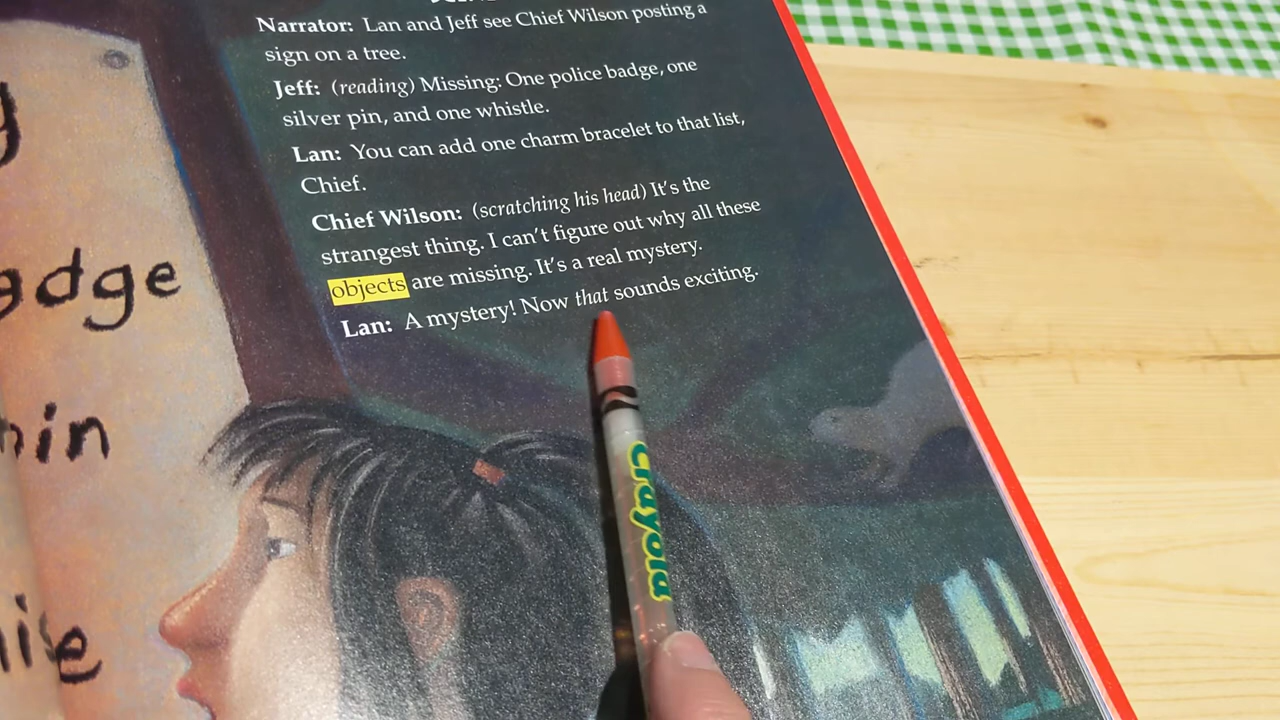 Narrator: Lan and Jeff see Chief Wilson posting a
sign on a tree.
Jeff: (reading) Missing: One police badge, one
silver pin, and one whistle.
Lan: You can add one charm bracelet to that list,
Chief.
Chief Wilson: (scratching his head) It's the
strangest thing. I can't figure out why all these
objects are missing. It's a real mystery.
Lan: A mystery! Now that sounds exciting.
Crayola